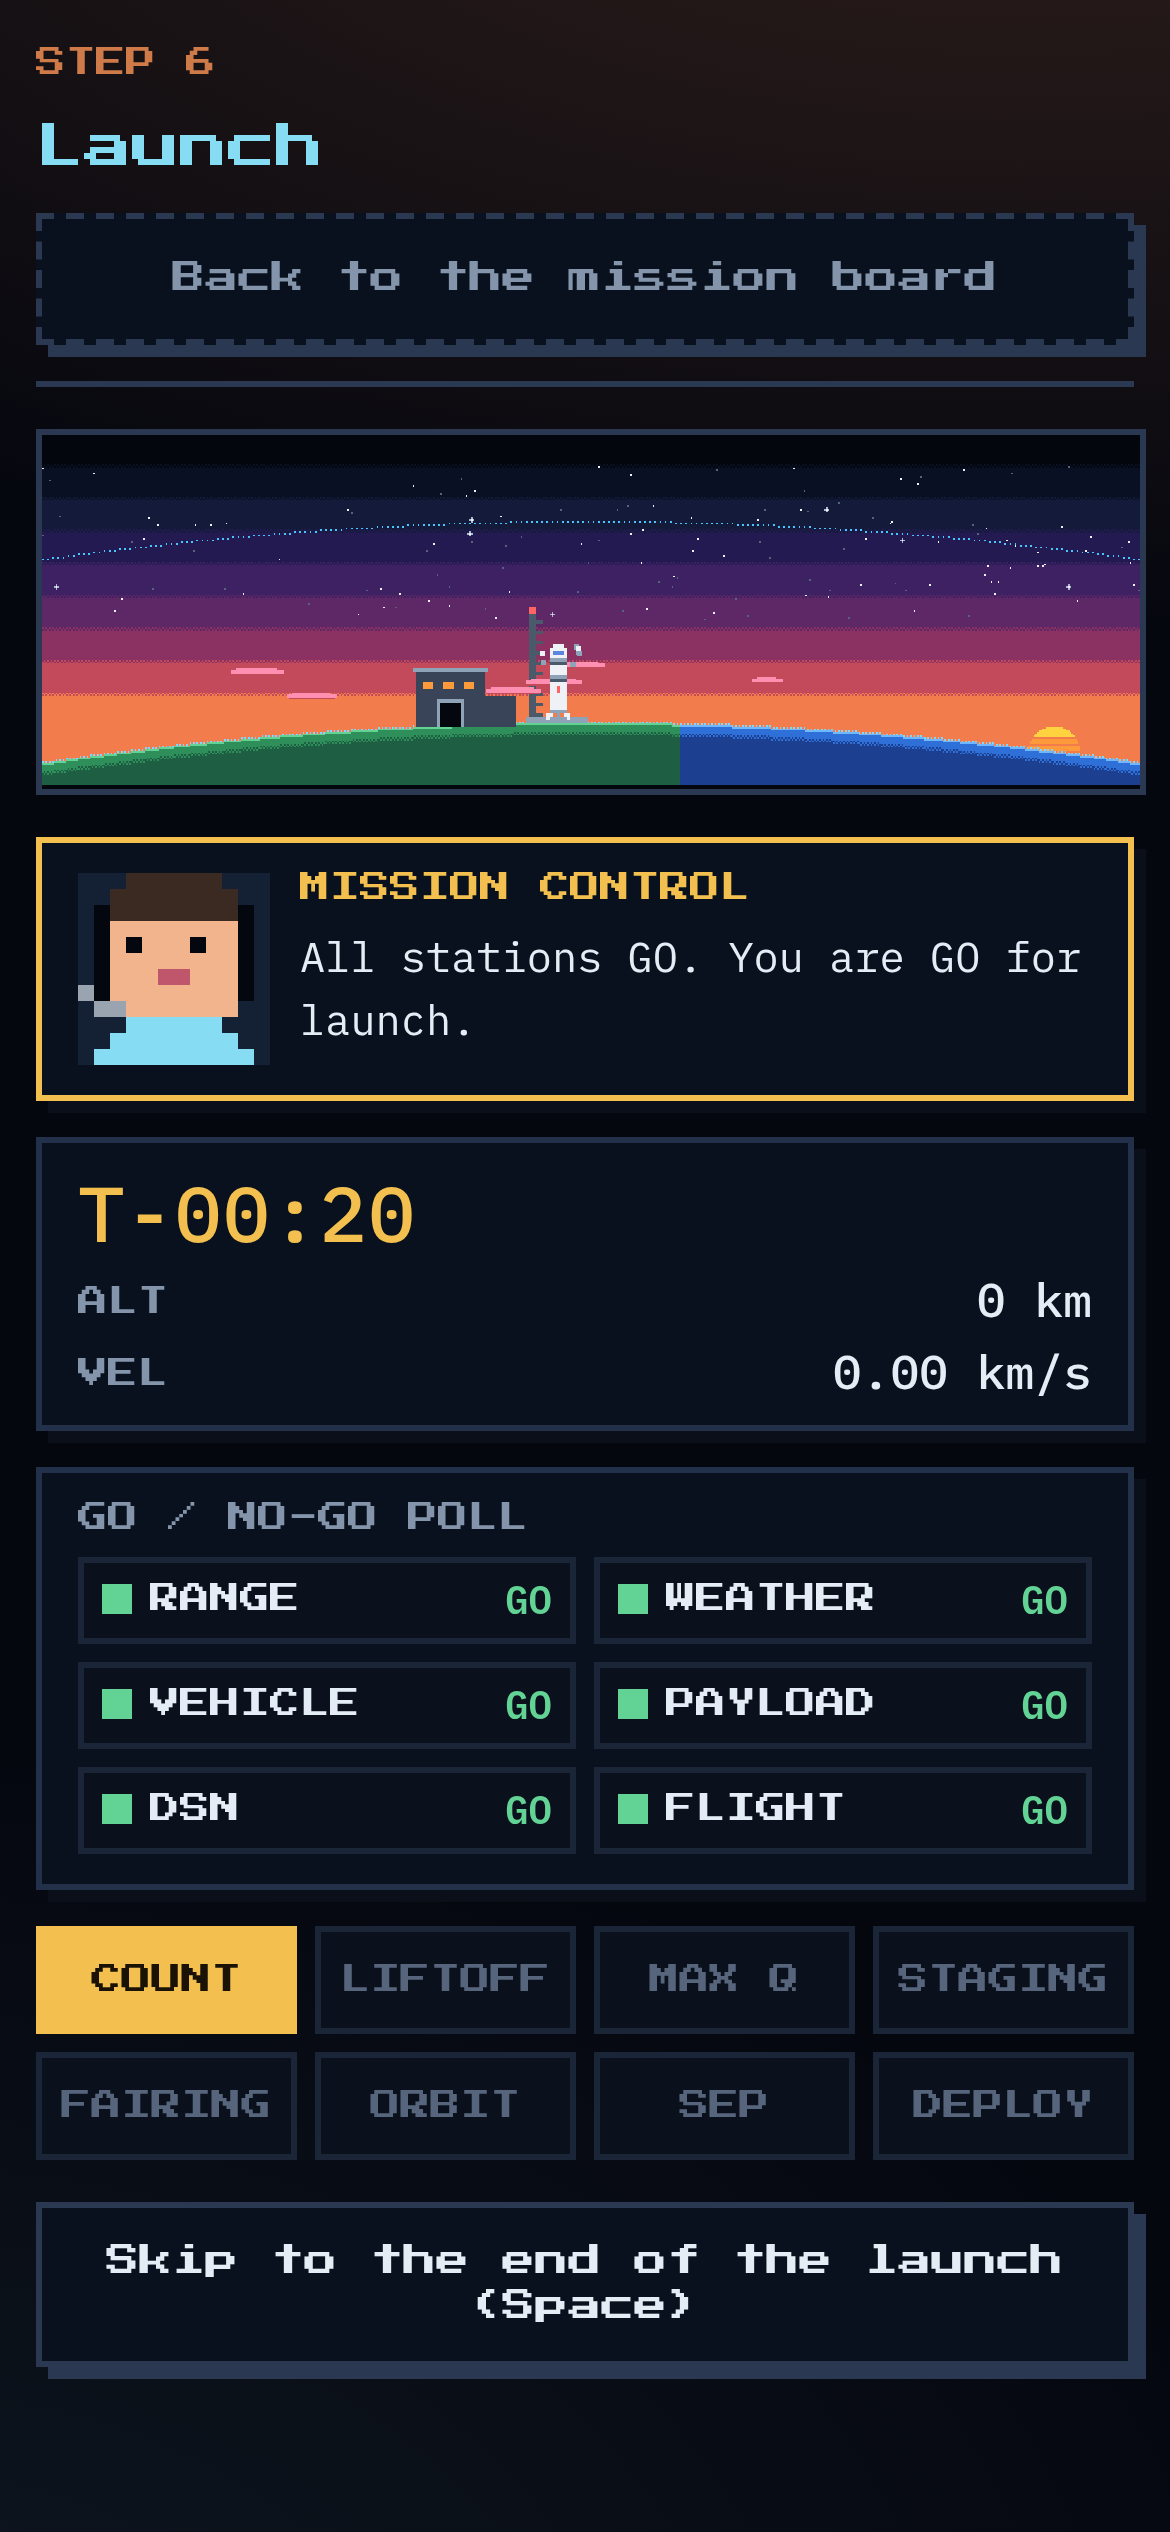 STEP 6
Launch
Back to the mission board
MISSION CONTROL
All stations GO. You are GO for
launch.
T-00:20
ALT 0 km
VEL 0.00 km/s
GO / NO-GO POLL
RANGE GO WEATHER GO
VEHICLE GO PAYLOAD GO
DSN GO FLIGHT GO
COUNT LIFTOFF MAX Q STAGING
FAIRING ORBIT SEP DEPLOY
Skip to the end of the launch
(Space)